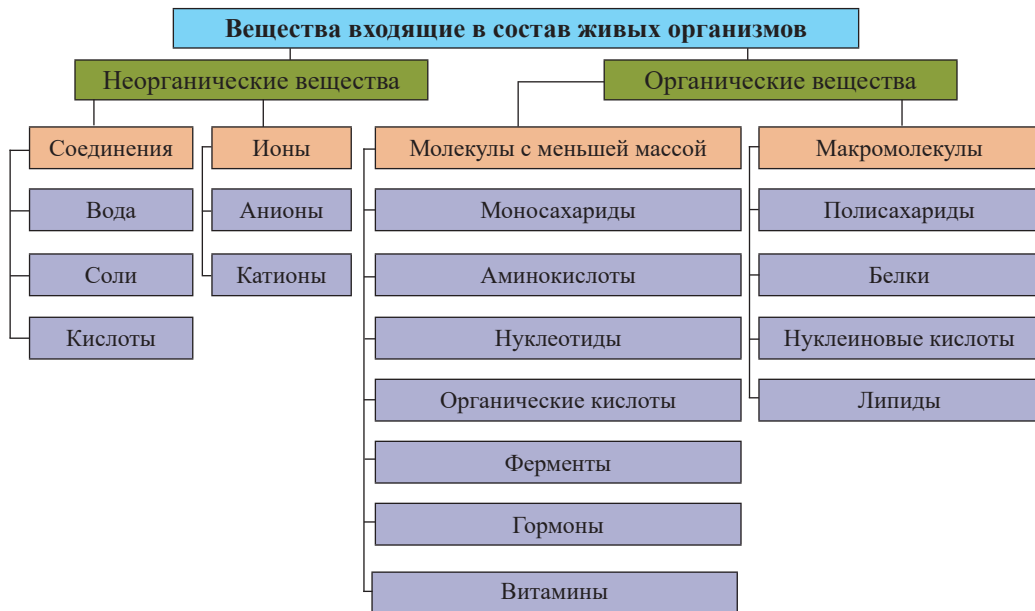 Вещества входящие в состав живых организмов
Неорганические вещества
Органические вещества
Соединения
Ионы
Молекулы с меньшей массой
Макромолекулы
Вода
Анионы
Моносахариды
Полисахариды
Соли
Катионы
Аминокислоты
Белки
Кислоты
Нуклеотиды
Нуклеиновые кислоты
Органические кислоты
Липиды
Ферменты
Гормоны
Витамины